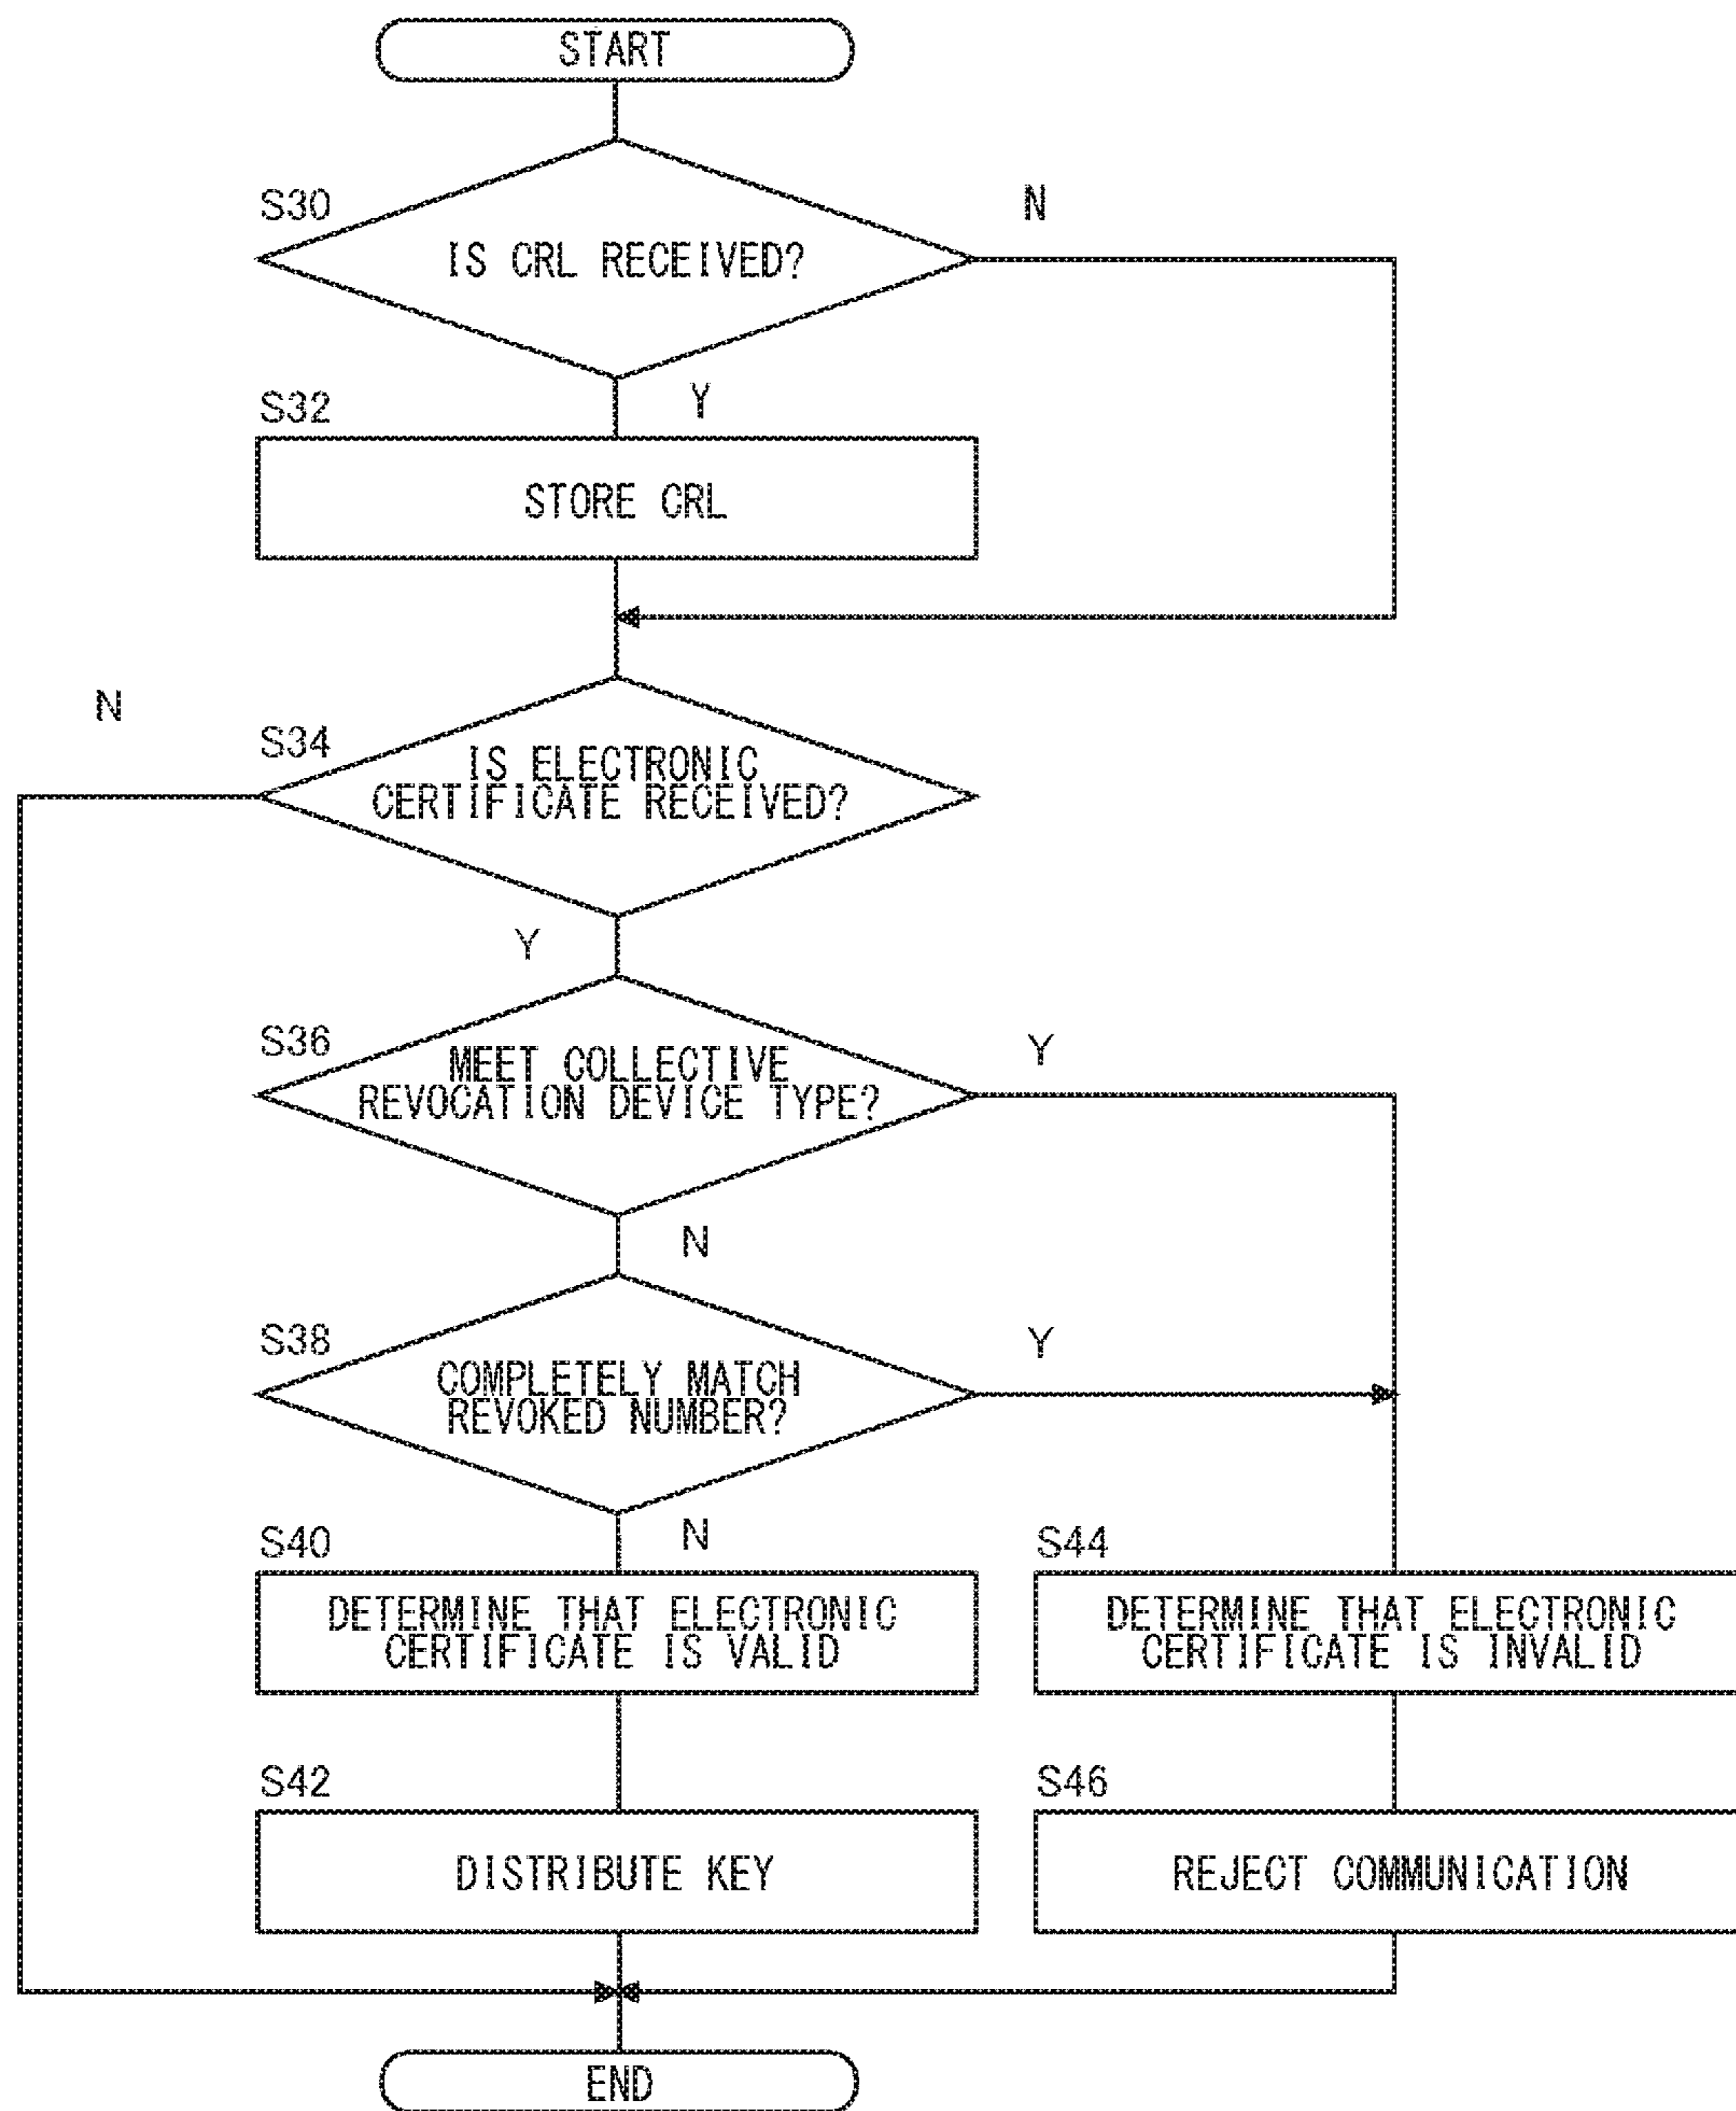 START
S30
N
IS CRL RECEIVED?
Y
S32
STORE CRL
N
S34
IS ELECTRONIC
CERTIFICATE RECEIVED?
Y
S36
Y
MEET COLLECTIVE
REVOCATION DEVICE TYPE?
N
S38
Y
COMPLETELY MATCH
REVOKED NUMBER?
N
S40
DETERMINE THAT ELECTRONIC
CERTIFICATE IS VALID
S44
DETERMINE THAT ELECTRONIC
CERTIFICATE IS INVALID
S42
DISTRIBUTE KEY
S46
REJECT COMMUNICATION
END